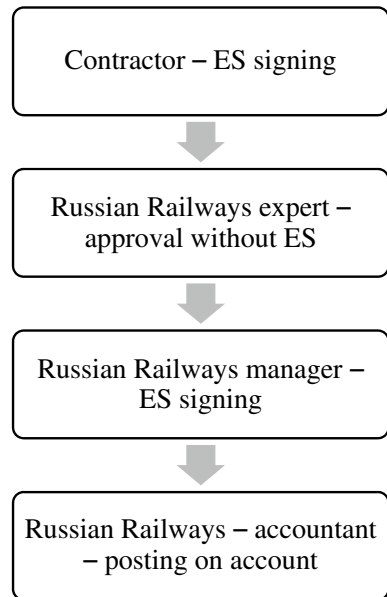 Contractor – ES signing
Russian Railways expert –
approval without ES
Russian Railways manager –
ES signing
Russian Railways – accountant
– posting on account